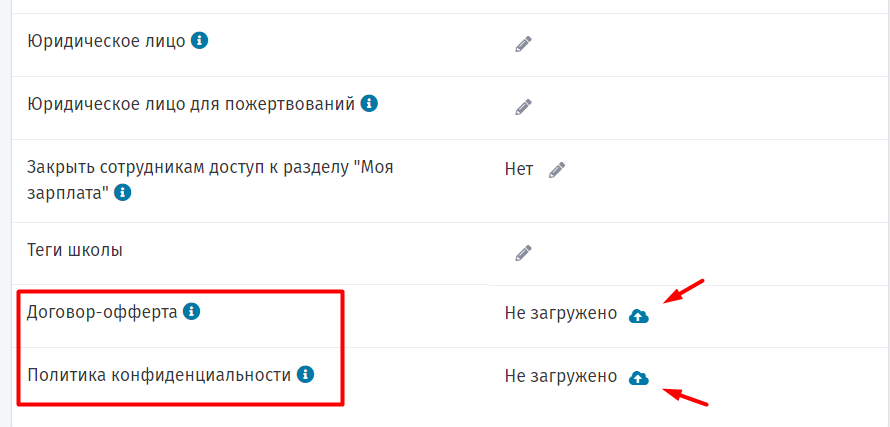 Юридическое лицо
Юридическое лицо для пожертвований
Закрыть сотрудникам доступ к разделу "Моя
зарплата"
Нет
Теги школы
Договор-офферта
Не загружено
Политика конфиденциальности
Не загружено